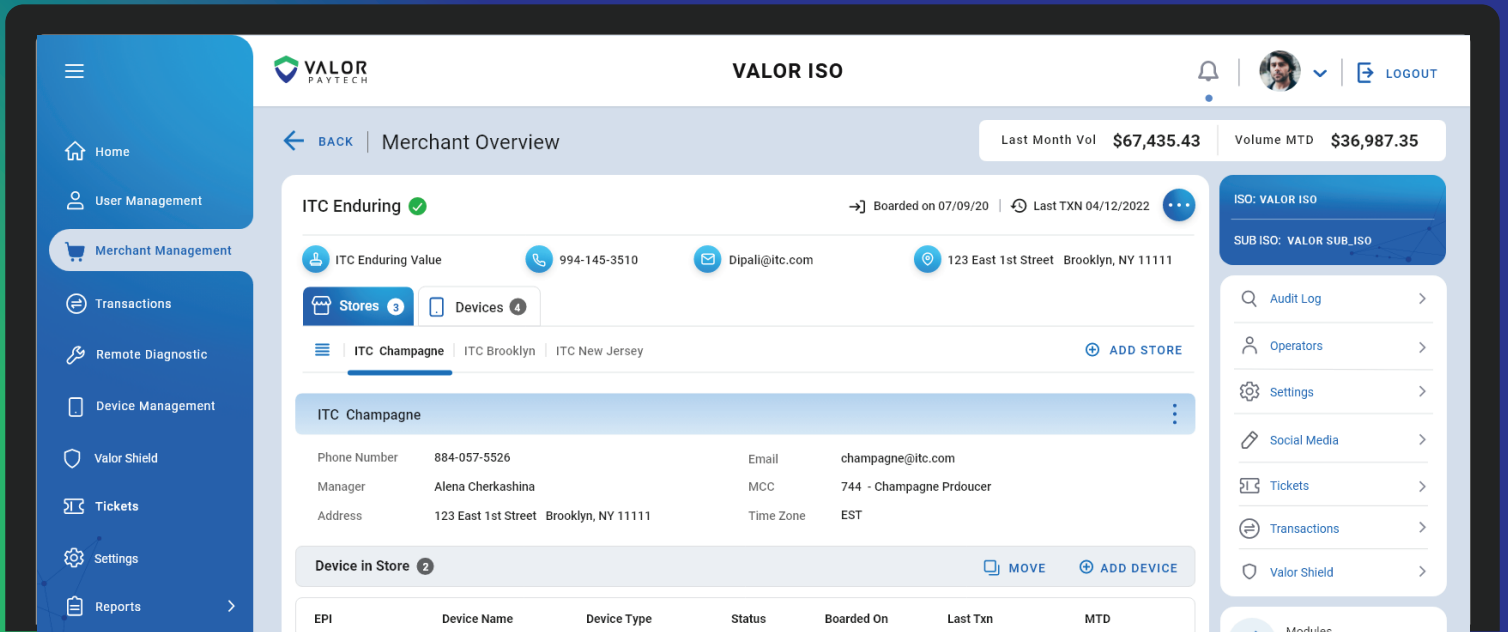 VALOR
PAYTECH
VALOR ISO
LOGOUT
Home
User Management
Merchant Management
Transactions
Remote Diagnostic
Device Management
Valor Shield
Tickets
Settings
Reports
BACK
Merchant Overview
Last Month Vol $67,435.43
Volume MTD $36,987.35
ITC Enduring
Boarded on 07/09/20
Last TXN 04/12/2022
ITC Enduring Value
994-145-3510
Dipali@itc.com
123 East 1st Street Brooklyn, NY 11111
Stores 3
Devices 4
ITC Champagne
ITC Brooklyn
ITC New Jersey
ADD STORE
ITC Champagne
Phone Number 884-057-5526
Email champagne@itc.com
Manager Alena Cherkashina
MCC 744 - Champagne Prdoucer
Address 123 East 1st Street Brooklyn, NY 11111
Time Zone EST
Device in Store 2
MOVE
ADD DEVICE
EPI Device Name Device Type Status Boarded On Last Txn MTD
ISO: VALOR ISO
SUB ISO: VALOR SUB_ISO
Audit Log
Operators
Settings
Social Media
Tickets
Transactions
Valor Shield
Modules